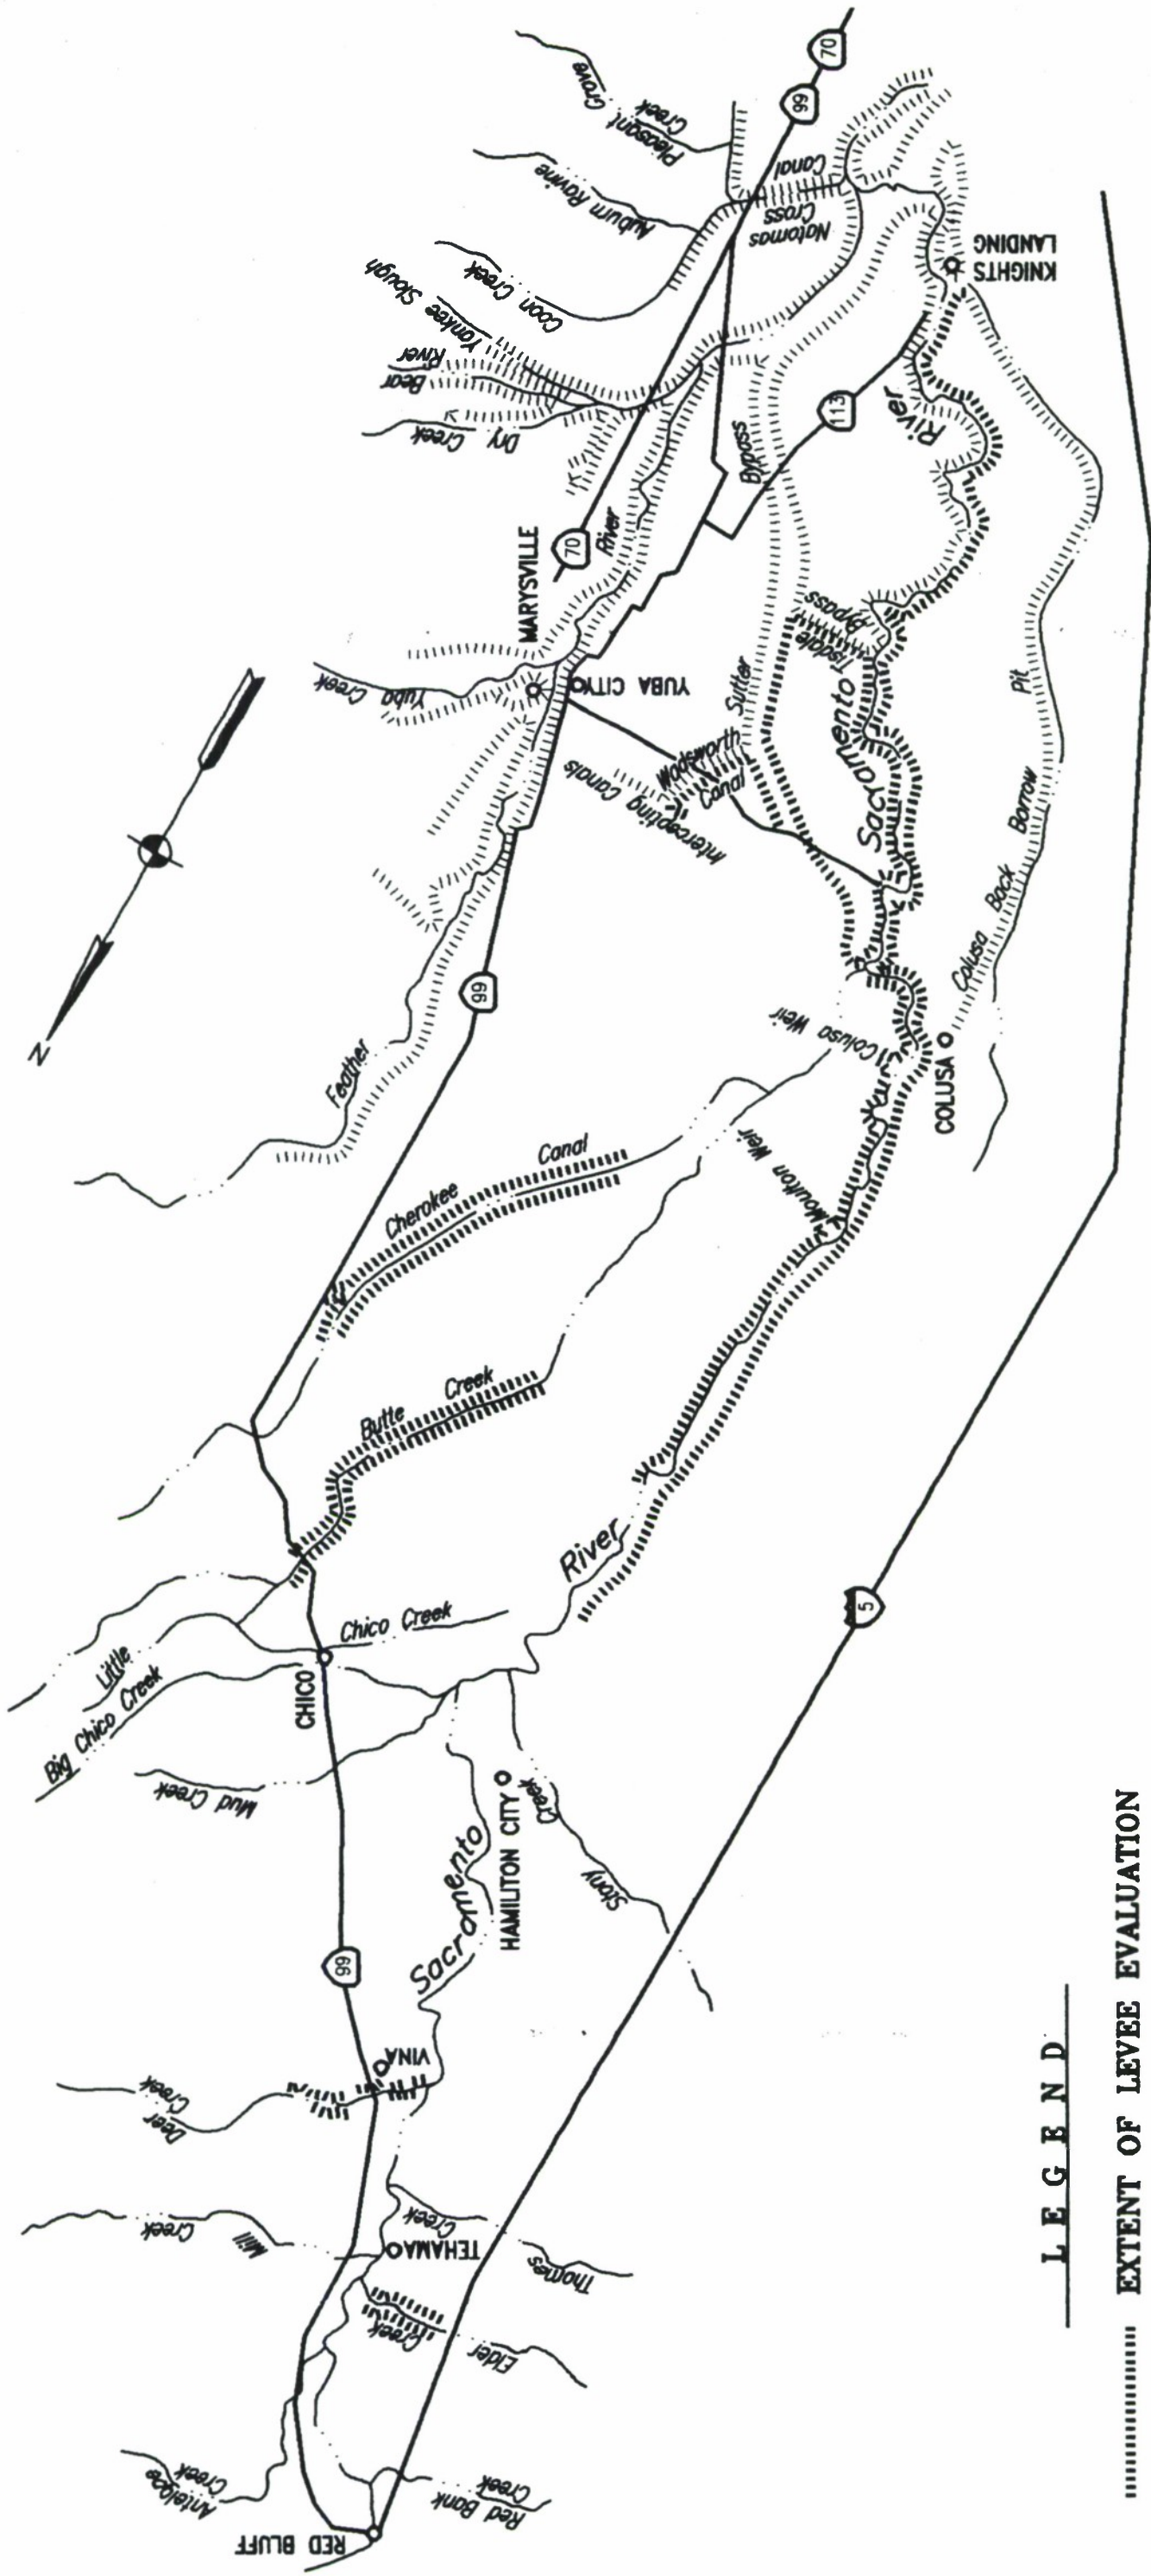 N
Antelope
Creek
RED BLUFF
Red Bank
Creek
Elder
Creek
Thomes
Creek
TEHAMA
Mill
Creek
Deer
Creek
VINA
99
Sacramento
River
HAMILITON CITY
Stony
Creek
Mud Creek
Big Chico Creek
Little
CHICO
Chico Creek
5
Butte
Creek
Cherokee
Canal
Moulton Weir
Colusa Weir
COLUSA
Colusa
Back
Borrow
Pit
Feather
River
99
Intercepting Canals
Wadsworth
Canal
Sutter
Bypass
Tisdale
Bypass
Sacramento
River
YUBA CITY
MARYSVILLE
Yuba
Creek
70
113
Dry
Creek
Bear
River
Yankee Slough
Coon Creek
Auburn Ravine
Pleasant
Grove
Creek
Natomas
Cross
Canal
KNIGHTS
LANDING
99
70
LEGEND
EXTENT OF LEVEE EVALUATION